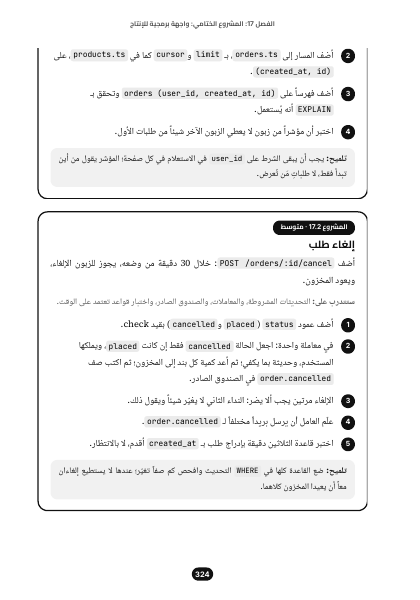 الفصل 17: المشروع الختامي: واجهة برمجية للإنتاج
2 أضف المسار إلى orders.ts، بـ limit و cursor كما في products.ts، على
(created_at, id).
3 أضف فهرساً على orders (user_id, created_at, id) وتحقق بـ
EXPLAIN أنه يُستعمل.
4 اختبر أن مؤشراً من زبون لا يعطي الزبون الآخر شيئاً من طلبات الأول.
تلميح: يجب أن يبقى الشرط على user_id في الاستعلام في كل صفحة؛ المؤشر يقول من أين
تبدأ فقط، لا طلباتِ مَن تُعرض.
المشروع 17.2 · متوسط
إلغاء طلب
أضف POST /orders/:id/cancel: خلال 30 دقيقة من وضعه، يجوز للزبون الإلغاء،
ويعود المخزون.
ستتدرب على: التحديثات المشروطة، والمعاملات، والصندوق الصادر، واختبار قواعد تعتمد على الوقت.
1 أضف عمود status (placed و cancelled) بقيد check.
2 في معاملة واحدة: اجعل الحالة cancelled فقط إن كانت placed، ويملكها
المستخدم، وحديثة بما يكفي؛ ثم أعد كمية كل بند إلى المخزون؛ ثم اكتب صف
order.cancelled في الصندوق الصادر.
3 الإلغاء مرتين يجب ألا يضر: النداء الثاني لا يغيّر شيئاً ويقول ذلك.
4 علّم العامل أن يرسل بريداً مختلفاً لـ order.cancelled.
5 اختبر قاعدة الثلاثين دقيقة بإدراج طلب بـ created_at أقدم، لا بالانتظار.
تلميح: ضع القاعدة كلها في WHERE التحديث وافحص كم صفاً تغيّر؛ عندها لا يستطيع إلغاءان
معاً أن يعيدا المخزون كلاهما.
324